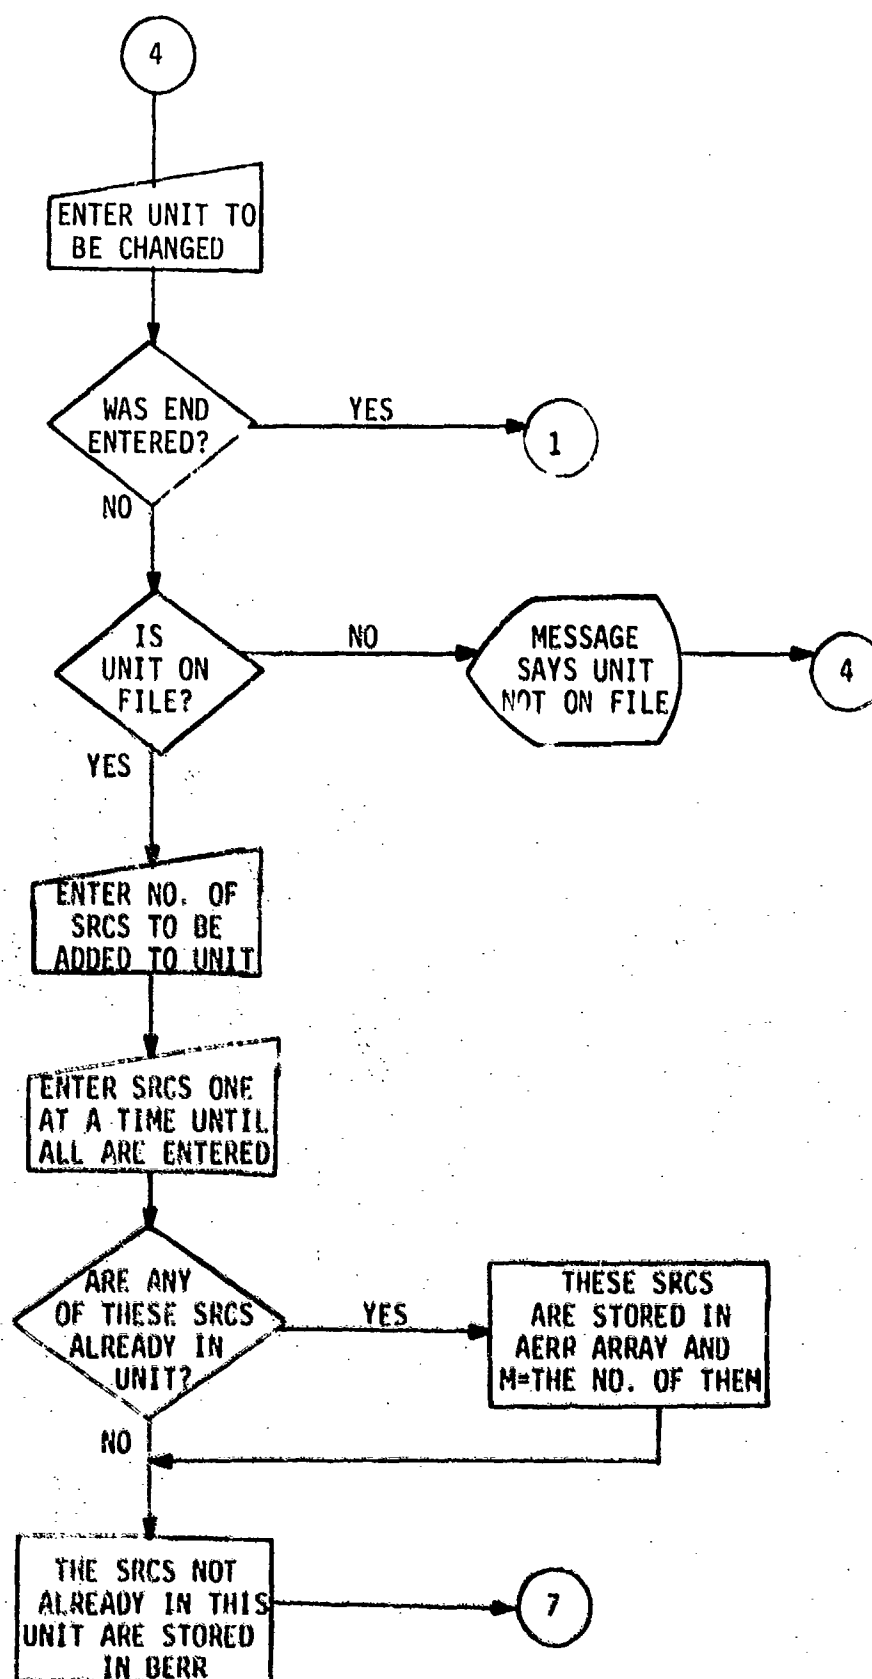 4
ENTER UNIT TO
BE CHANGED
WAS END
ENTERED?
YES
1
NO
IS
UNIT ON
FILE?
NO
MESSAGE
SAYS UNIT
NOT ON FILE
4
YES
ENTER NO. OF
SRCS TO BE
ADDED TO UNIT
ENTER SRCS ONE
AT A TIME UNTIL
ALL ARE ENTERED
ARE ANY
OF THESE SRCS
ALREADY IN
UNIT?
YES
THESE SRCS
ARE STORED IN
AERR ARRAY AND
M=THE NO. OF THEM
NO
THE SRCS NOT
ALREADY IN THIS
UNIT ARE STORED
IN BERR
7